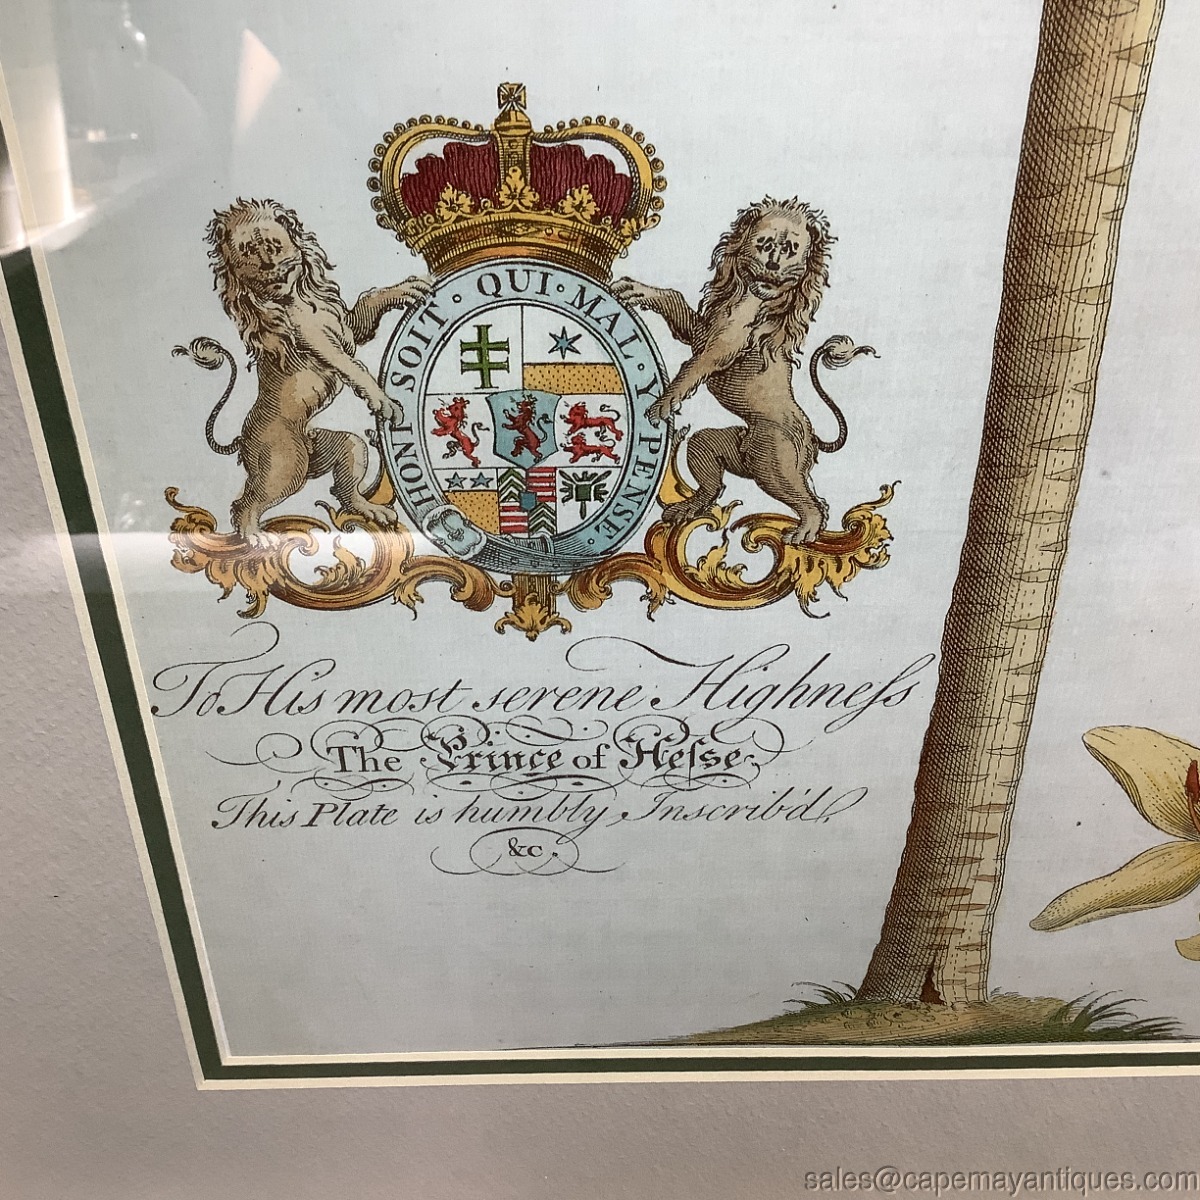 HONI · SOIT · QUI · MAL · Y · PENSE ·
To His most serene Highneſs
The Prince of Heſse.
This Plate is humbly Inscrib'd,
&c.
sales@capemayantiques.com